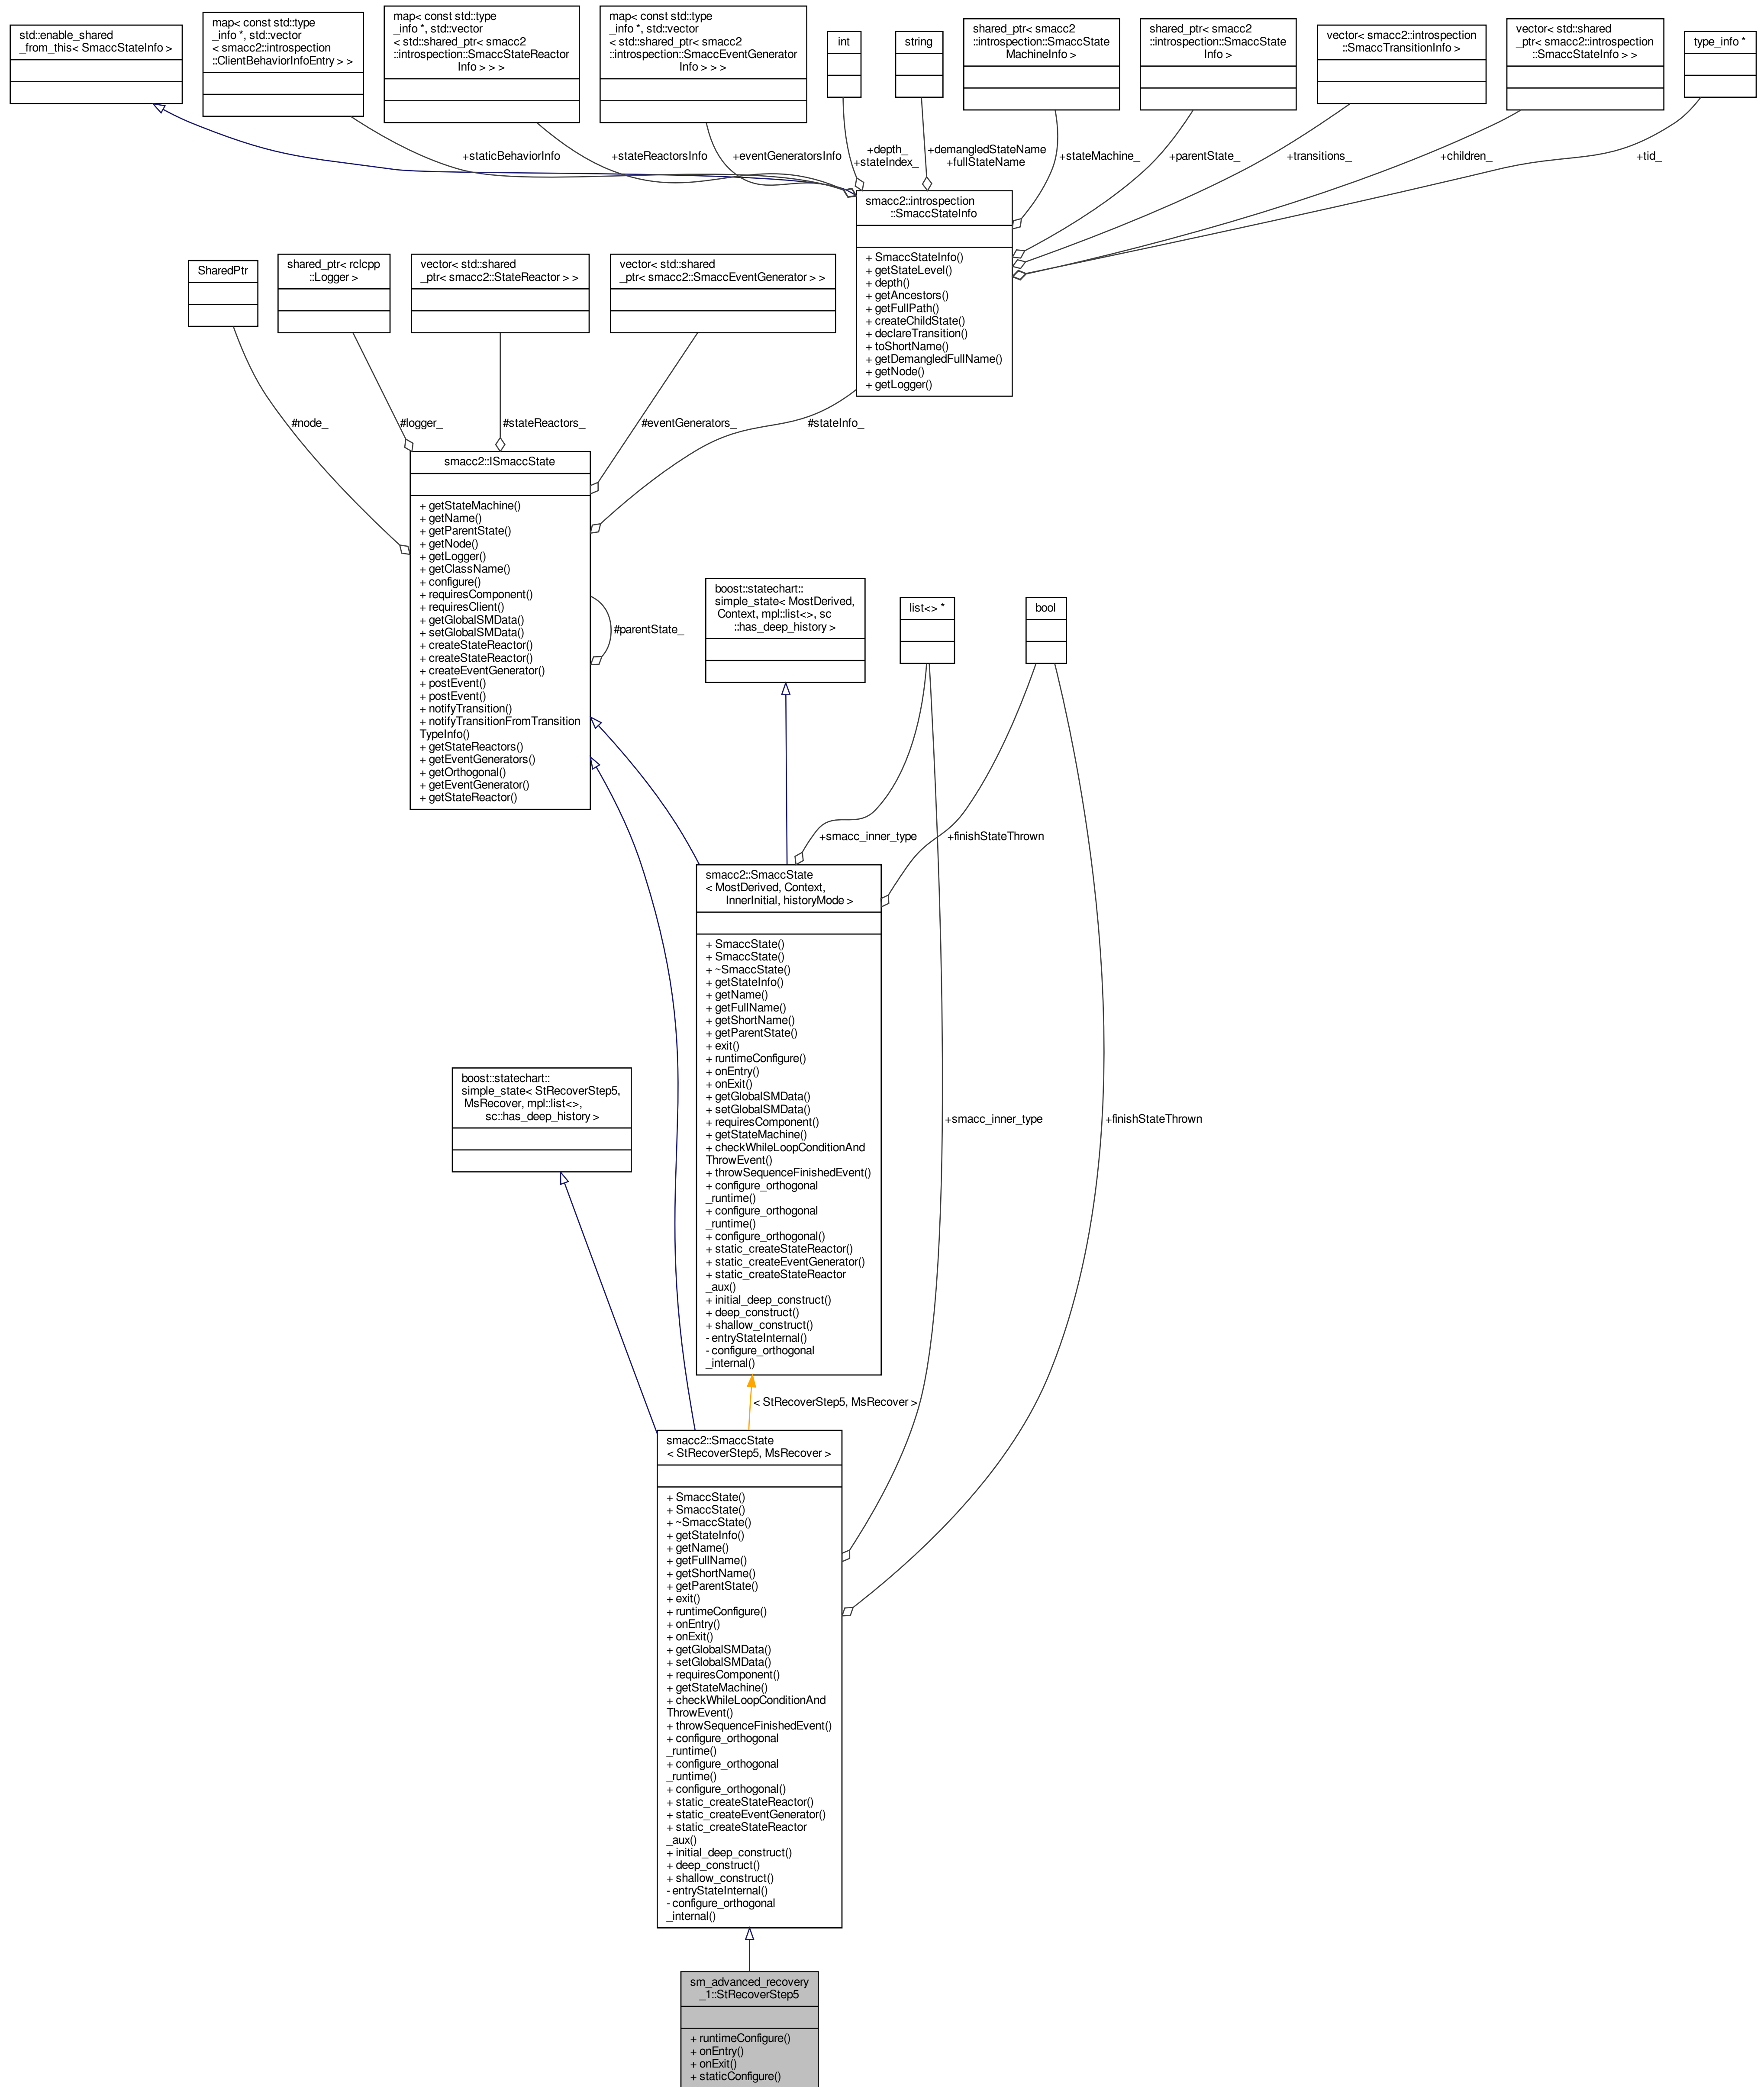 std::enable_shared
_from_this< SmaccStateInfo >
map< const std::type
_info *, std::vector
< smacc2::introspection
::ClientBehaviorInfoEntry > >
map< const std::type
_info *, std::vector
< std::shared_ptr< smacc2
::introspection::SmaccStateReactor
Info > > >
map< const std::type
_info *, std::vector
< std::shared_ptr< smacc2
::introspection::SmaccEventGenerator
Info > > >
int
string
shared_ptr< smacc2
::introspection::SmaccState
MachineInfo >
shared_ptr< smacc2
::introspection::SmaccState
Info >
vector< smacc2::introspection
::SmaccTransitionInfo >
vector< std::shared
_ptr< smacc2::introspection
::SmaccStateInfo > >
type_info *
+staticBehaviorInfo
+stateReactorsInfo
+eventGeneratorsInfo
+depth_
+stateIndex_
+demangledStateName
+fullStateName
+stateMachine_
+parentState_
+transitions_
+children_
+tid_
smacc2::introspection
::SmaccStateInfo
+ SmaccStateInfo()
+ getStateLevel()
+ depth()
+ getAncestors()
+ getFullPath()
+ createChildState()
+ declareTransition()
+ toShortName()
+ getDemangledFullName()
+ getNode()
+ getLogger()
SharedPtr
shared_ptr< rclcpp
::Logger >
vector< std::shared
_ptr< smacc2::StateReactor > >
vector< std::shared
_ptr< smacc2::SmaccEventGenerator > >
#node_
#logger_
#stateReactors_
#eventGenerators_
#stateInfo_
smacc2::ISmaccState
+ getStateMachine()
+ getName()
+ getParentState()
+ getNode()
+ getLogger()
+ getClassName()
+ configure()
+ requiresComponent()
+ requiresClient()
+ getGlobalSMData()
+ setGlobalSMData()
+ createStateReactor()
+ createStateReactor()
+ createEventGenerator()
+ postEvent()
+ postEvent()
+ notifyTransition()
+ notifyTransitionFromTransition
TypeInfo()
+ getStateReactors()
+ getEventGenerators()
+ getOrthogonal()
+ getEventGenerator()
+ getStateReactor()
#parentState_
boost::statechart::
simple_state< MostDerived,
Context, mpl::list<>, sc
::has_deep_history >
list<> *
bool
+smacc_inner_type
+finishStateThrown
smacc2::SmaccState
< MostDerived, Context,
InnerInitial, historyMode >
+ SmaccState()
+ SmaccState()
+ ~SmaccState()
+ getStateInfo()
+ getName()
+ getFullName()
+ getShortName()
+ getParentState()
+ exit()
+ runtimeConfigure()
+ onEntry()
+ onExit()
+ getGlobalSMData()
+ setGlobalSMData()
+ requiresComponent()
+ getStateMachine()
+ checkWhileLoopConditionAnd
ThrowEvent()
+ throwSequenceFinishedEvent()
+ configure_orthogonal
_runtime()
+ configure_orthogonal
_runtime()
+ configure_orthogonal()
+ static_createStateReactor()
+ static_createEventGenerator()
+ static_createStateReactor
_aux()
+ initial_deep_construct()
+ deep_construct()
+ shallow_construct()
- entryStateInternal()
- configure_orthogonal
_internal()
boost::statechart::
simple_state< StRecoverStep5,
MsRecover, mpl::list<>,
sc::has_deep_history >
+smacc_inner_type
+finishStateThrown
< StRecoverStep5, MsRecover >
smacc2::SmaccState
< StRecoverStep5, MsRecover >
+ SmaccState()
+ SmaccState()
+ ~SmaccState()
+ getStateInfo()
+ getName()
+ getFullName()
+ getShortName()
+ getParentState()
+ exit()
+ runtimeConfigure()
+ onEntry()
+ onExit()
+ getGlobalSMData()
+ setGlobalSMData()
+ requiresComponent()
+ getStateMachine()
+ checkWhileLoopConditionAnd
ThrowEvent()
+ throwSequenceFinishedEvent()
+ configure_orthogonal
_runtime()
+ configure_orthogonal
_runtime()
+ configure_orthogonal()
+ static_createStateReactor()
+ static_createEventGenerator()
+ static_createStateReactor
_aux()
+ initial_deep_construct()
+ deep_construct()
+ shallow_construct()
- entryStateInternal()
- configure_orthogonal
_internal()
sm_advanced_recovery
_1::StRecoverStep5
+ runtimeConfigure()
+ onEntry()
+ onExit()
+ staticConfigure()